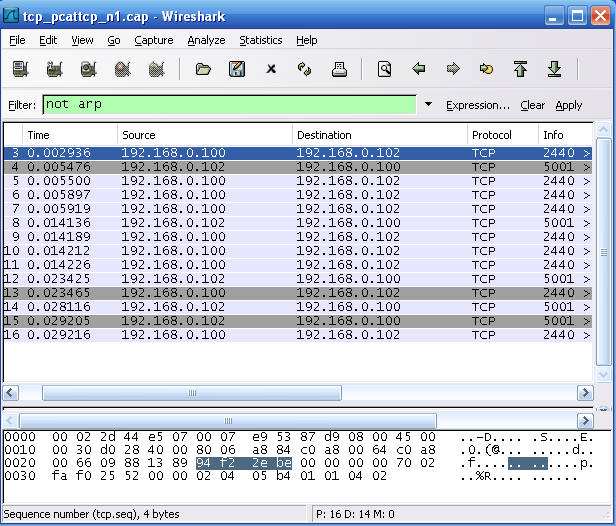 tcp_pcattcp_n1.cap - Wireshark
File Edit View Go Capture Analyze Statistics Help
Filter: not arp Expression... Clear Apply
Time Source Destination Protocol Info
3 0.002936 192.168.0.100 192.168.0.102 TCP 2440 >
4 0.005476 192.168.0.102 192.168.0.100 TCP 5001 >
5 0.005500 192.168.0.100 192.168.0.102 TCP 2440 >
6 0.005897 192.168.0.100 192.168.0.102 TCP 2440 >
7 0.005919 192.168.0.100 192.168.0.102 TCP 2440 >
8 0.014136 192.168.0.102 192.168.0.100 TCP 5001 >
9 0.014189 192.168.0.100 192.168.0.102 TCP 2440 >
10 0.014212 192.168.0.100 192.168.0.102 TCP 2440 >
11 0.014226 192.168.0.100 192.168.0.102 TCP 2440 >
12 0.023425 192.168.0.102 192.168.0.100 TCP 5001 >
13 0.023465 192.168.0.100 192.168.0.102 TCP 2440 >
14 0.028116 192.168.0.102 192.168.0.100 TCP 5001 >
15 0.029205 192.168.0.102 192.168.0.100 TCP 5001 >
16 0.029216 192.168.0.100 192.168.0.102 TCP 2440 >
0000 00 02 2d 44 e5 07 00 07 e9 53 87 d9 08 00 45 00 ..-D.... .S....E.
0010 00 30 d0 28 40 00 80 06 a8 84 c0 a8 00 64 c0 a8 .0.(@... .....d..
0020 00 66 09 88 13 89 94 f2 2e be 00 00 00 00 70 02 .f...... ......p.
0030 fa f0 25 52 00 00 02 04 05 b4 01 01 04 02 ..%R.... ......
Sequence number (tcp.seq), 4 bytes P: 16 D: 14 M: 0